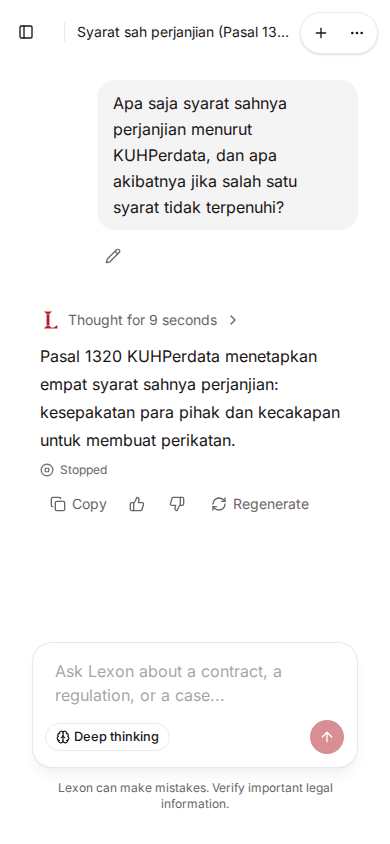 Syarat sah perjanjian (Pasal 13...
Apa saja syarat sahnya
perjanjian menurut
KUHPerdata, dan apa
akibatnya jika salah satu
syarat tidak terpenuhi?
L Thought for 9 seconds
Pasal 1320 KUHPerdata menetapkan
empat syarat sahnya perjanjian:
kesepakatan para pihak dan kecakapan
untuk membuat perikatan.
Stopped
Copy Regenerate
Ask Lexon about a contract, a
regulation, or a case...
Deep thinking
Lexon can make mistakes. Verify important legal
information.